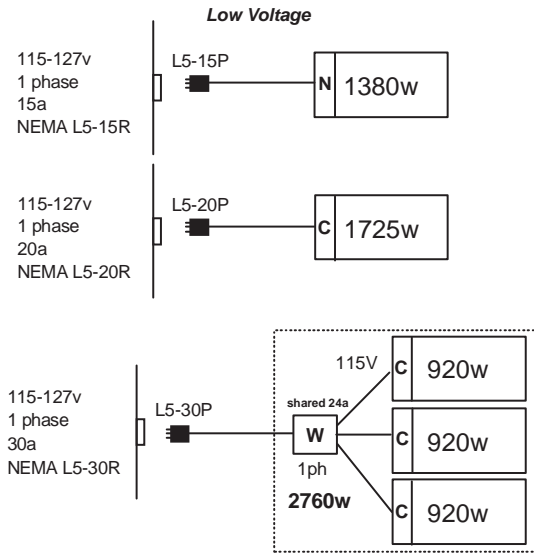 Low Voltage
115-127v
1 phase
15a
NEMA L5-15R
L5-15P
N
1380w
115-127v
1 phase
20a
NEMA L5-20R
L5-20P
C
1725w
115-127v
1 phase
30a
NEMA L5-30R
L5-30P
shared 24a
W
1ph
2760w
115V
C
920w
C
920w
C
920w